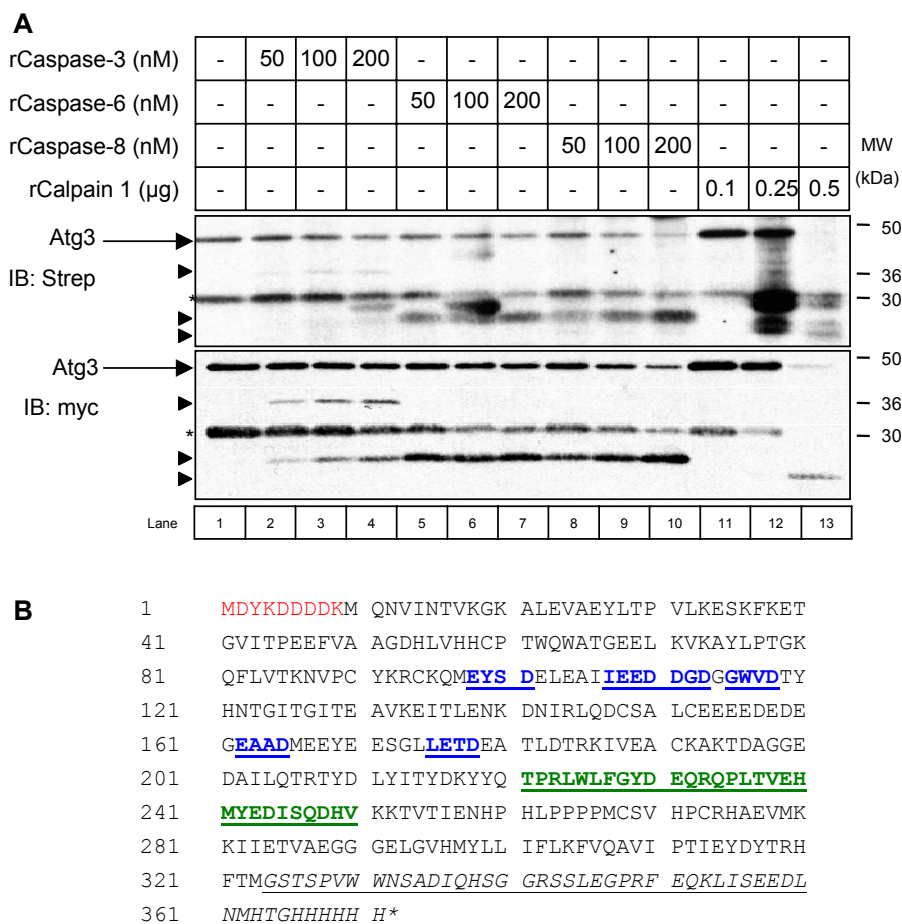 A
rCaspase-3 (nM) - 50 100 200 - - - - - - - - -
rCaspase-6 (nM) - - - - 50 100 200 - - - - - -
rCaspase-8 (nM) - - - - - - - 50 100 200 - - - MW
rCalpain 1 (µg) - - - - - - - - - - 0.1 0.25 0.5 (kDa)
Atg3 50
IB: Strep 36
* 30
Atg3 50
IB: myc 36
* 30
Lane 1 2 3 4 5 6 7 8 9 10 11 12 13
B
1 MDYKDDDDKM QNVINTVKGK ALEVAEYLTP VLKESKFKET
41 GVITPEEFVA AGDHLVHHCP TWQWATGEEL KVKAYLPTGK
81 QFLVTKNVPC YKRCKQMEYS DELEAIIEED DGDGGWVDTY
121 HNTGITGITE AVKEITLENK DNIRLQDCSA LCEEEEDEDE
161 GEAADMEEYE ESGLLETDEA TLDTRKIVEA CKAKTDAGGE
201 DAILQTRTYD LYITYDKYYQ TPRLWLFGYD EQRQPLTVEH
241 MYEDISQDHV KKTVTIENHP HLPPPPMCSV HPCRHAEVMK
281 KIIETVAEGG GELGVHMYLL IFLKFVQAVI PTIEYDYTRH
321 FTMGSTSPVW WNSADIQHSG GRSSLEGPRF EQKLISEEDL
361 NMHTGHHHHH H*